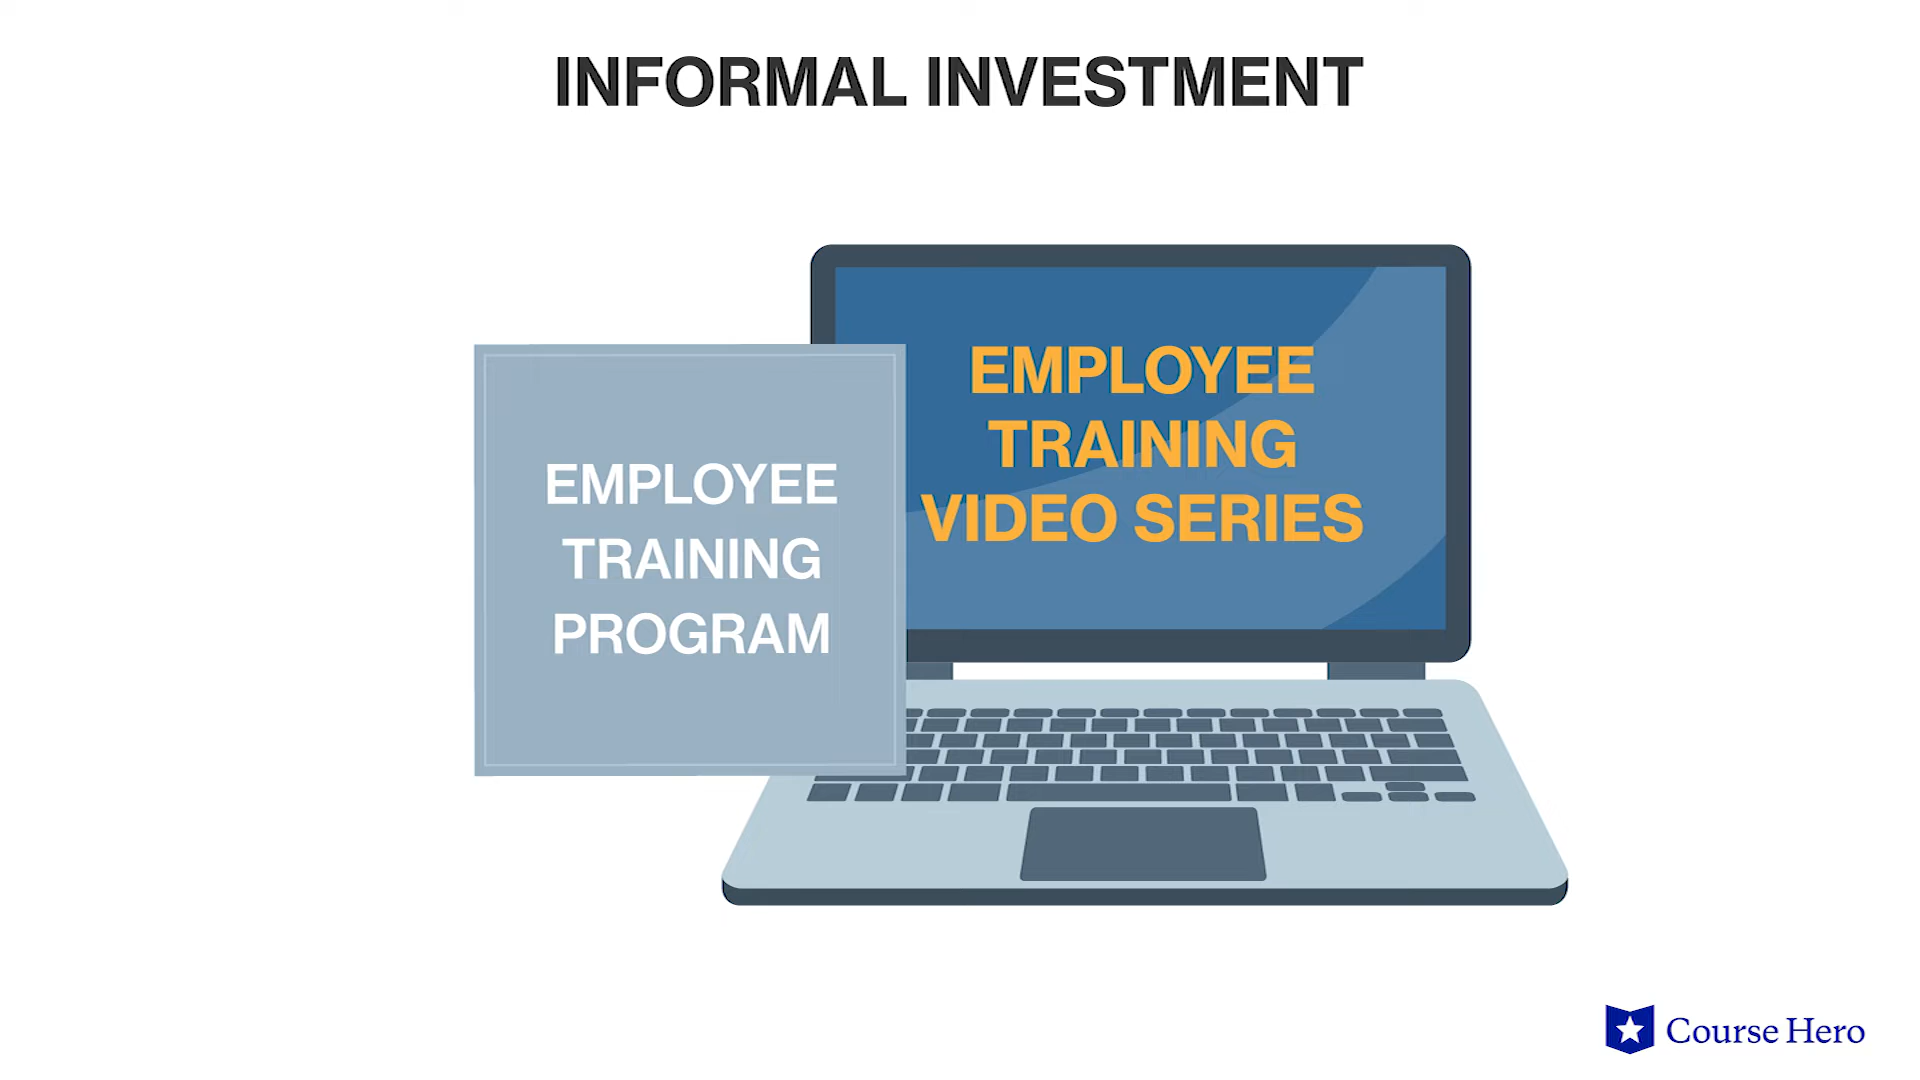 INFORMAL INVESTMENT
EMPLOYEE
TRAINING
VIDEO SERIES
EMPLOYEE
TRAINING
PROGRAM
Course Hero